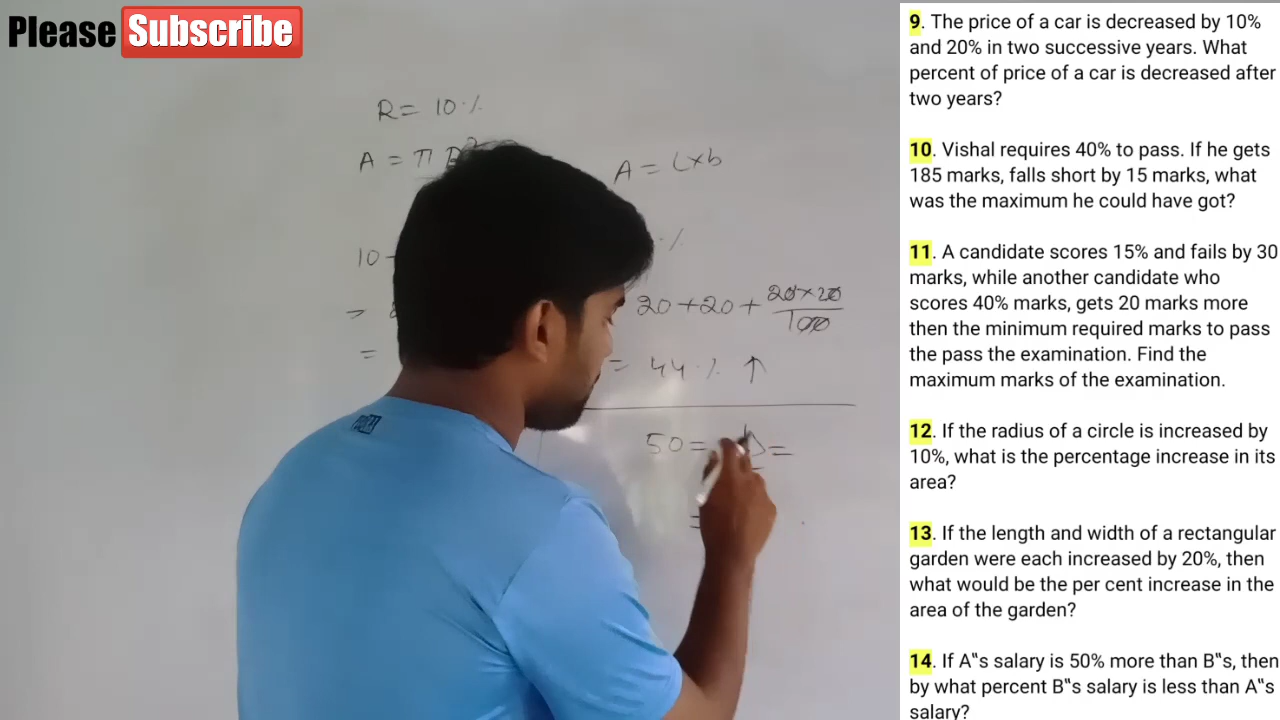 Please Subscribe
R = 10 %
A = π
A = L×b
10
%
20 + 20 + 20×20
100
= 44 % ↑
50 =
9. The price of a car is decreased by 10%
and 20% in two successive years. What
percent of price of a car is decreased after
two years?
10. Vishal requires 40% to pass. If he gets
185 marks, falls short by 15 marks, what
was the maximum he could have got?
11. A candidate scores 15% and fails by 30
marks, while another candidate who
scores 40% marks, gets 20 marks more
then the minimum required marks to pass
the pass the examination. Find the
maximum marks of the examination.
12. If the radius of a circle is increased by
10%, what is the percentage increase in its
area?
13. If the length and width of a rectangular
garden were each increased by 20%, then
what would be the per cent increase in the
area of the garden?
14. If A‟s salary is 50% more than B‟s, then
by what percent B‟s salary is less than A‟s
salary?